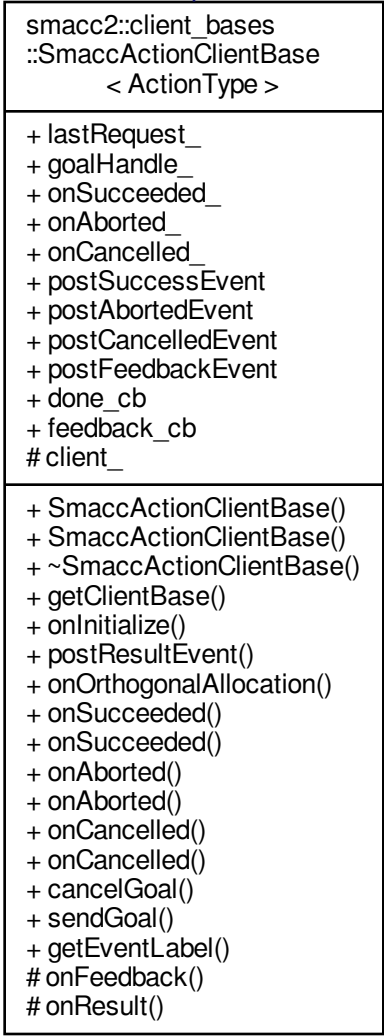 smacc2::client_bases
::SmaccActionClientBase
< ActionType >
+ lastRequest_
+ goalHandle_
+ onSucceeded_
+ onAborted_
+ onCancelled_
+ postSuccessEvent
+ postAbortedEvent
+ postCancelledEvent
+ postFeedbackEvent
+ done_cb
+ feedback_cb
# client_
+ SmaccActionClientBase()
+ SmaccActionClientBase()
+ ~SmaccActionClientBase()
+ getClientBase()
+ onInitialize()
+ postResultEvent()
+ onOrthogonalAllocation()
+ onSucceeded()
+ onSucceeded()
+ onAborted()
+ onAborted()
+ onCancelled()
+ onCancelled()
+ cancelGoal()
+ sendGoal()
+ getEventLabel()
# onFeedback()
# onResult()